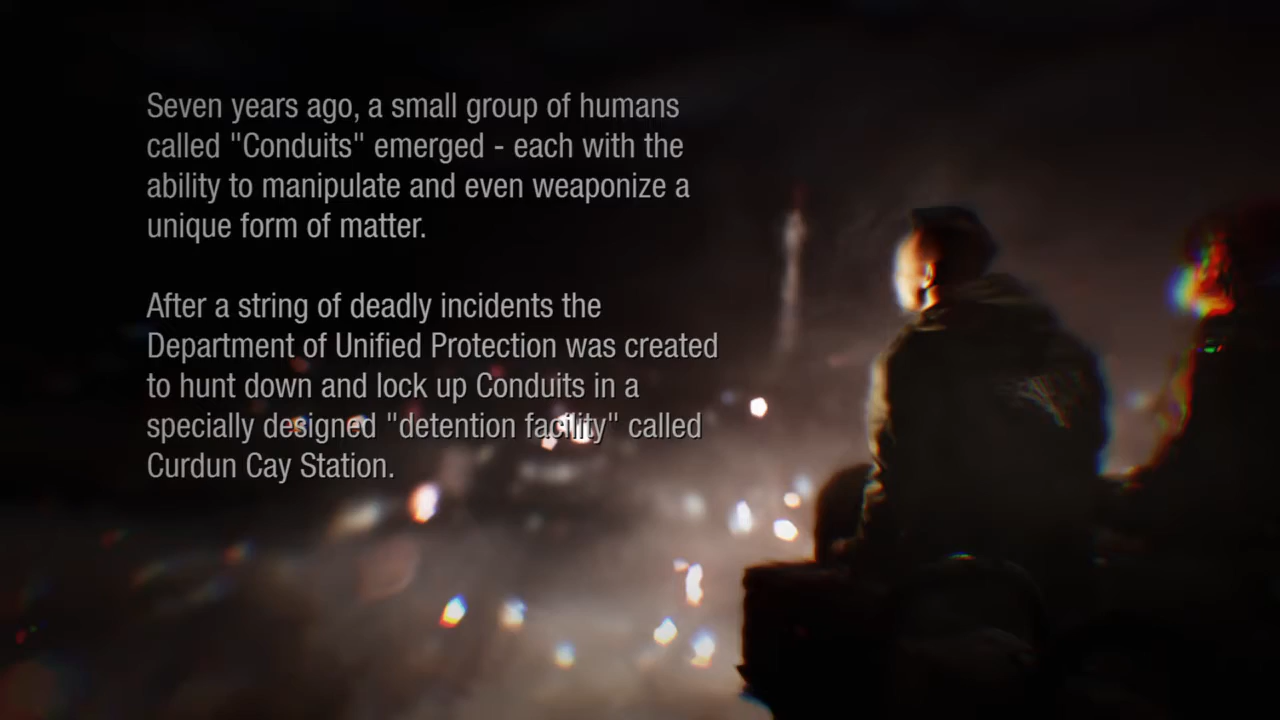 Seven years ago, a small group of humans
called "Conduits" emerged - each with the
ability to manipulate and even weaponize a
unique form of matter.
After a string of deadly incidents the
Department of Unified Protection was created
to hunt down and lock up Conduits in a
specially designed "detention facility" called
Curdun Cay Station.